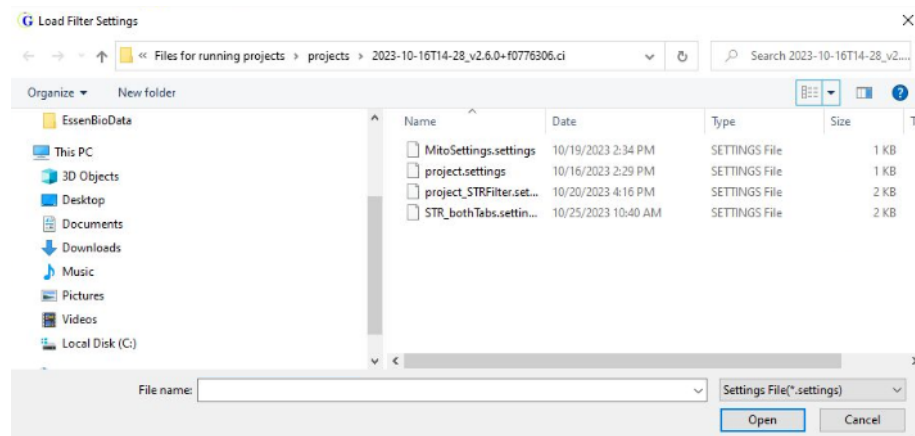 G Load Filter Settings
« Files for running projects › projects › 2023-10-16T14-28_v2.6.0+f0776306.ci
Search 2023-10-16T14-28_v2....
Organize
New folder
?
EssenBioData
This PC
3D Objects
Desktop
Documents
Downloads
Music
Pictures
Videos
Local Disk (C:)
Name Date Type Size T
MitoSettings.settings 10/19/2023 2:34 PM SETTINGS File 1 KB
project.settings 10/16/2023 2:29 PM SETTINGS File 1 KB
project_STRFilter.set... 10/20/2023 4:16 PM SETTINGS File 2 KB
STR_bothTabs.settin... 10/25/2023 10:40 AM SETTINGS File 2 KB
File name:
Settings File(*.settings)
Open Cancel